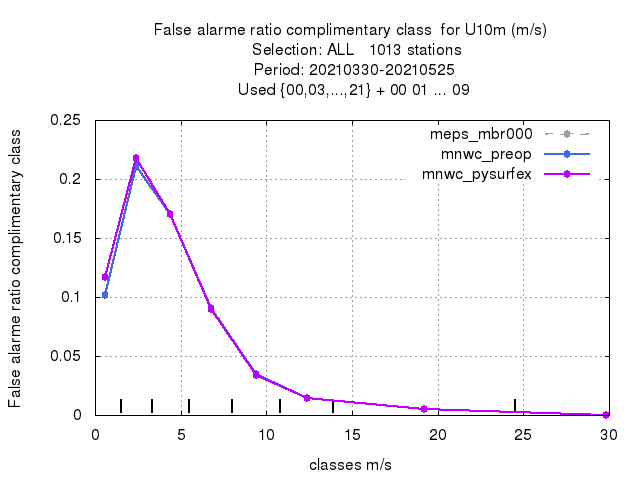 False alarme ratio complimentary class  for U10m (m/s)
Selection: ALL   1013 stations
Period: 20210330-20210525
Used {00,03,...,21} + 00 01 ... 09
False alarme ratio complimentary class
0.25
0.2
0.15
0.1
0.05
0
meps_mbr000
mnwc_preop
mnwc_pysurfex
0 5 10 15 20 25 30
classes m/s